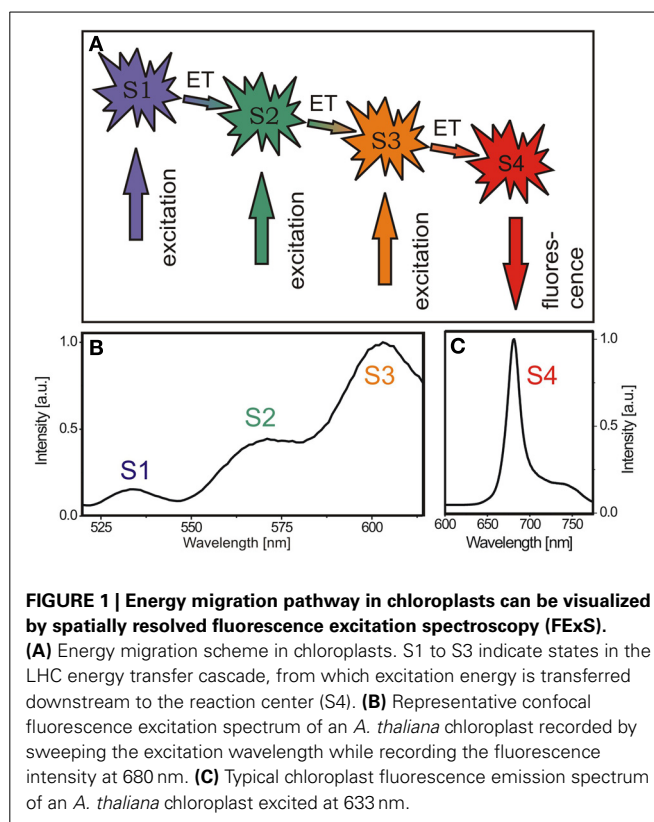 A
S1
ET
S2
ET
S3
ET
S4
excitation
excitation
excitation
fluores-
cence
B
1.0
0.5
0.0
Intensity [a.u.]
S1
S2
S3
525
550
575
600
Wavelength [nm]
C
S4
1.0
0.5
0.0
Intensity [a.u.]
600
650
700
750
Wavelength [nm]
FIGURE 1 | Energy migration pathway in chloroplasts can be visualized
by spatially resolved fluorescence excitation spectroscopy (FExS).
(A) Energy migration scheme in chloroplasts. S1 to S3 indicate states in the
LHC energy transfer cascade, from which excitation energy is transferred
downstream to the reaction center (S4). (B) Representative confocal
fluorescence excitation spectrum of an A. thaliana chloroplast recorded by
sweeping the excitation wavelength while recording the fluorescence
intensity at 680 nm. (C) Typical chloroplast fluorescence emission spectrum
of an A. thaliana chloroplast excited at 633 nm.